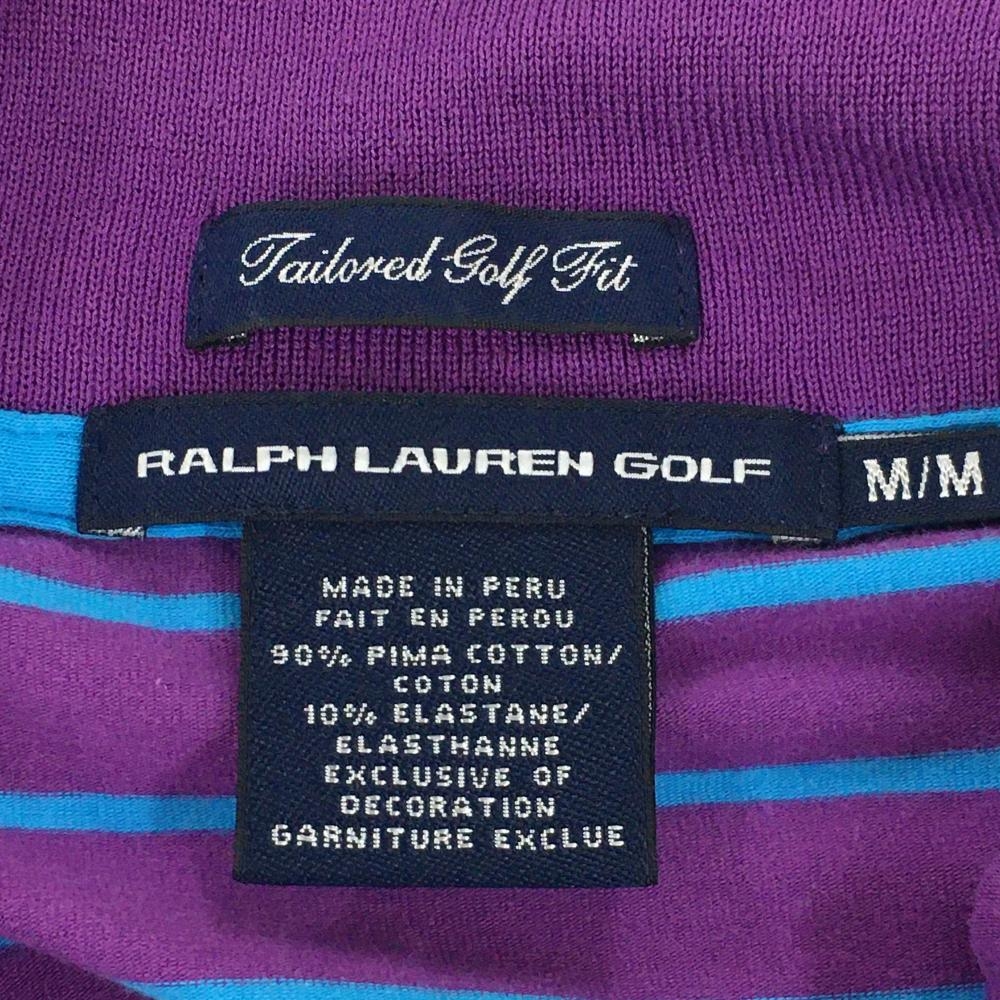 Tailored Golf Fit
RALPH LAUREN GOLF
M/M
MADE IN PERU
FAIT EN PEROU
90% PIMA COTTON/
COTON
10% ELASTANE/
ELASTHANNE
EXCLUSIVE OF
DECORATION
GARNITURE EXCLUE